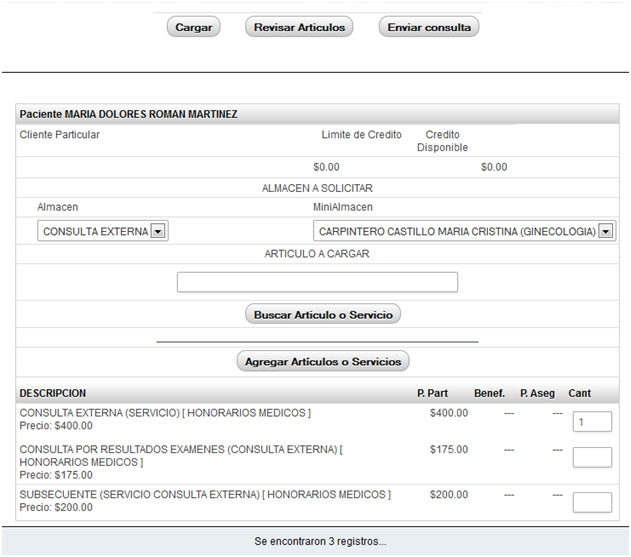 Cargar Revisar Articulos Enviar consulta
Paciente MARIA DOLORES ROMAN MARTINEZ
Cliente Particular Limite de Credito Credito
Disponible
$0.00 $0.00
ALMACEN A SOLICITAR
Almacen MiniAlmacen
CONSULTA EXTERNA CARPINTERO CASTILLO MARIA CRISTINA (GINECOLOGIA)
ARTICULO A CARGAR
Buscar Articulo o Servicio
Agregar Artículos o Servicios
DESCRIPCION P. Part Benef. P. Aseg Cant
CONSULTA EXTERNA (SERVICIO) [ HONORARIOS MEDICOS ] $400.00 --- --- 1
Precio: $400.00
CONSULTA POR RESULTADOS EXAMENES (CONSULTA EXTERNA) [ $175.00 --- ---
HONORARIOS MEDICOS ]
Precio: $175.00
SUBSECUENTE (SERVICIO CONSULTA EXTERNA) [ HONORARIOS MEDICOS ] $200.00 --- ---
Precio: $200.00
Se encontraron 3 registros...